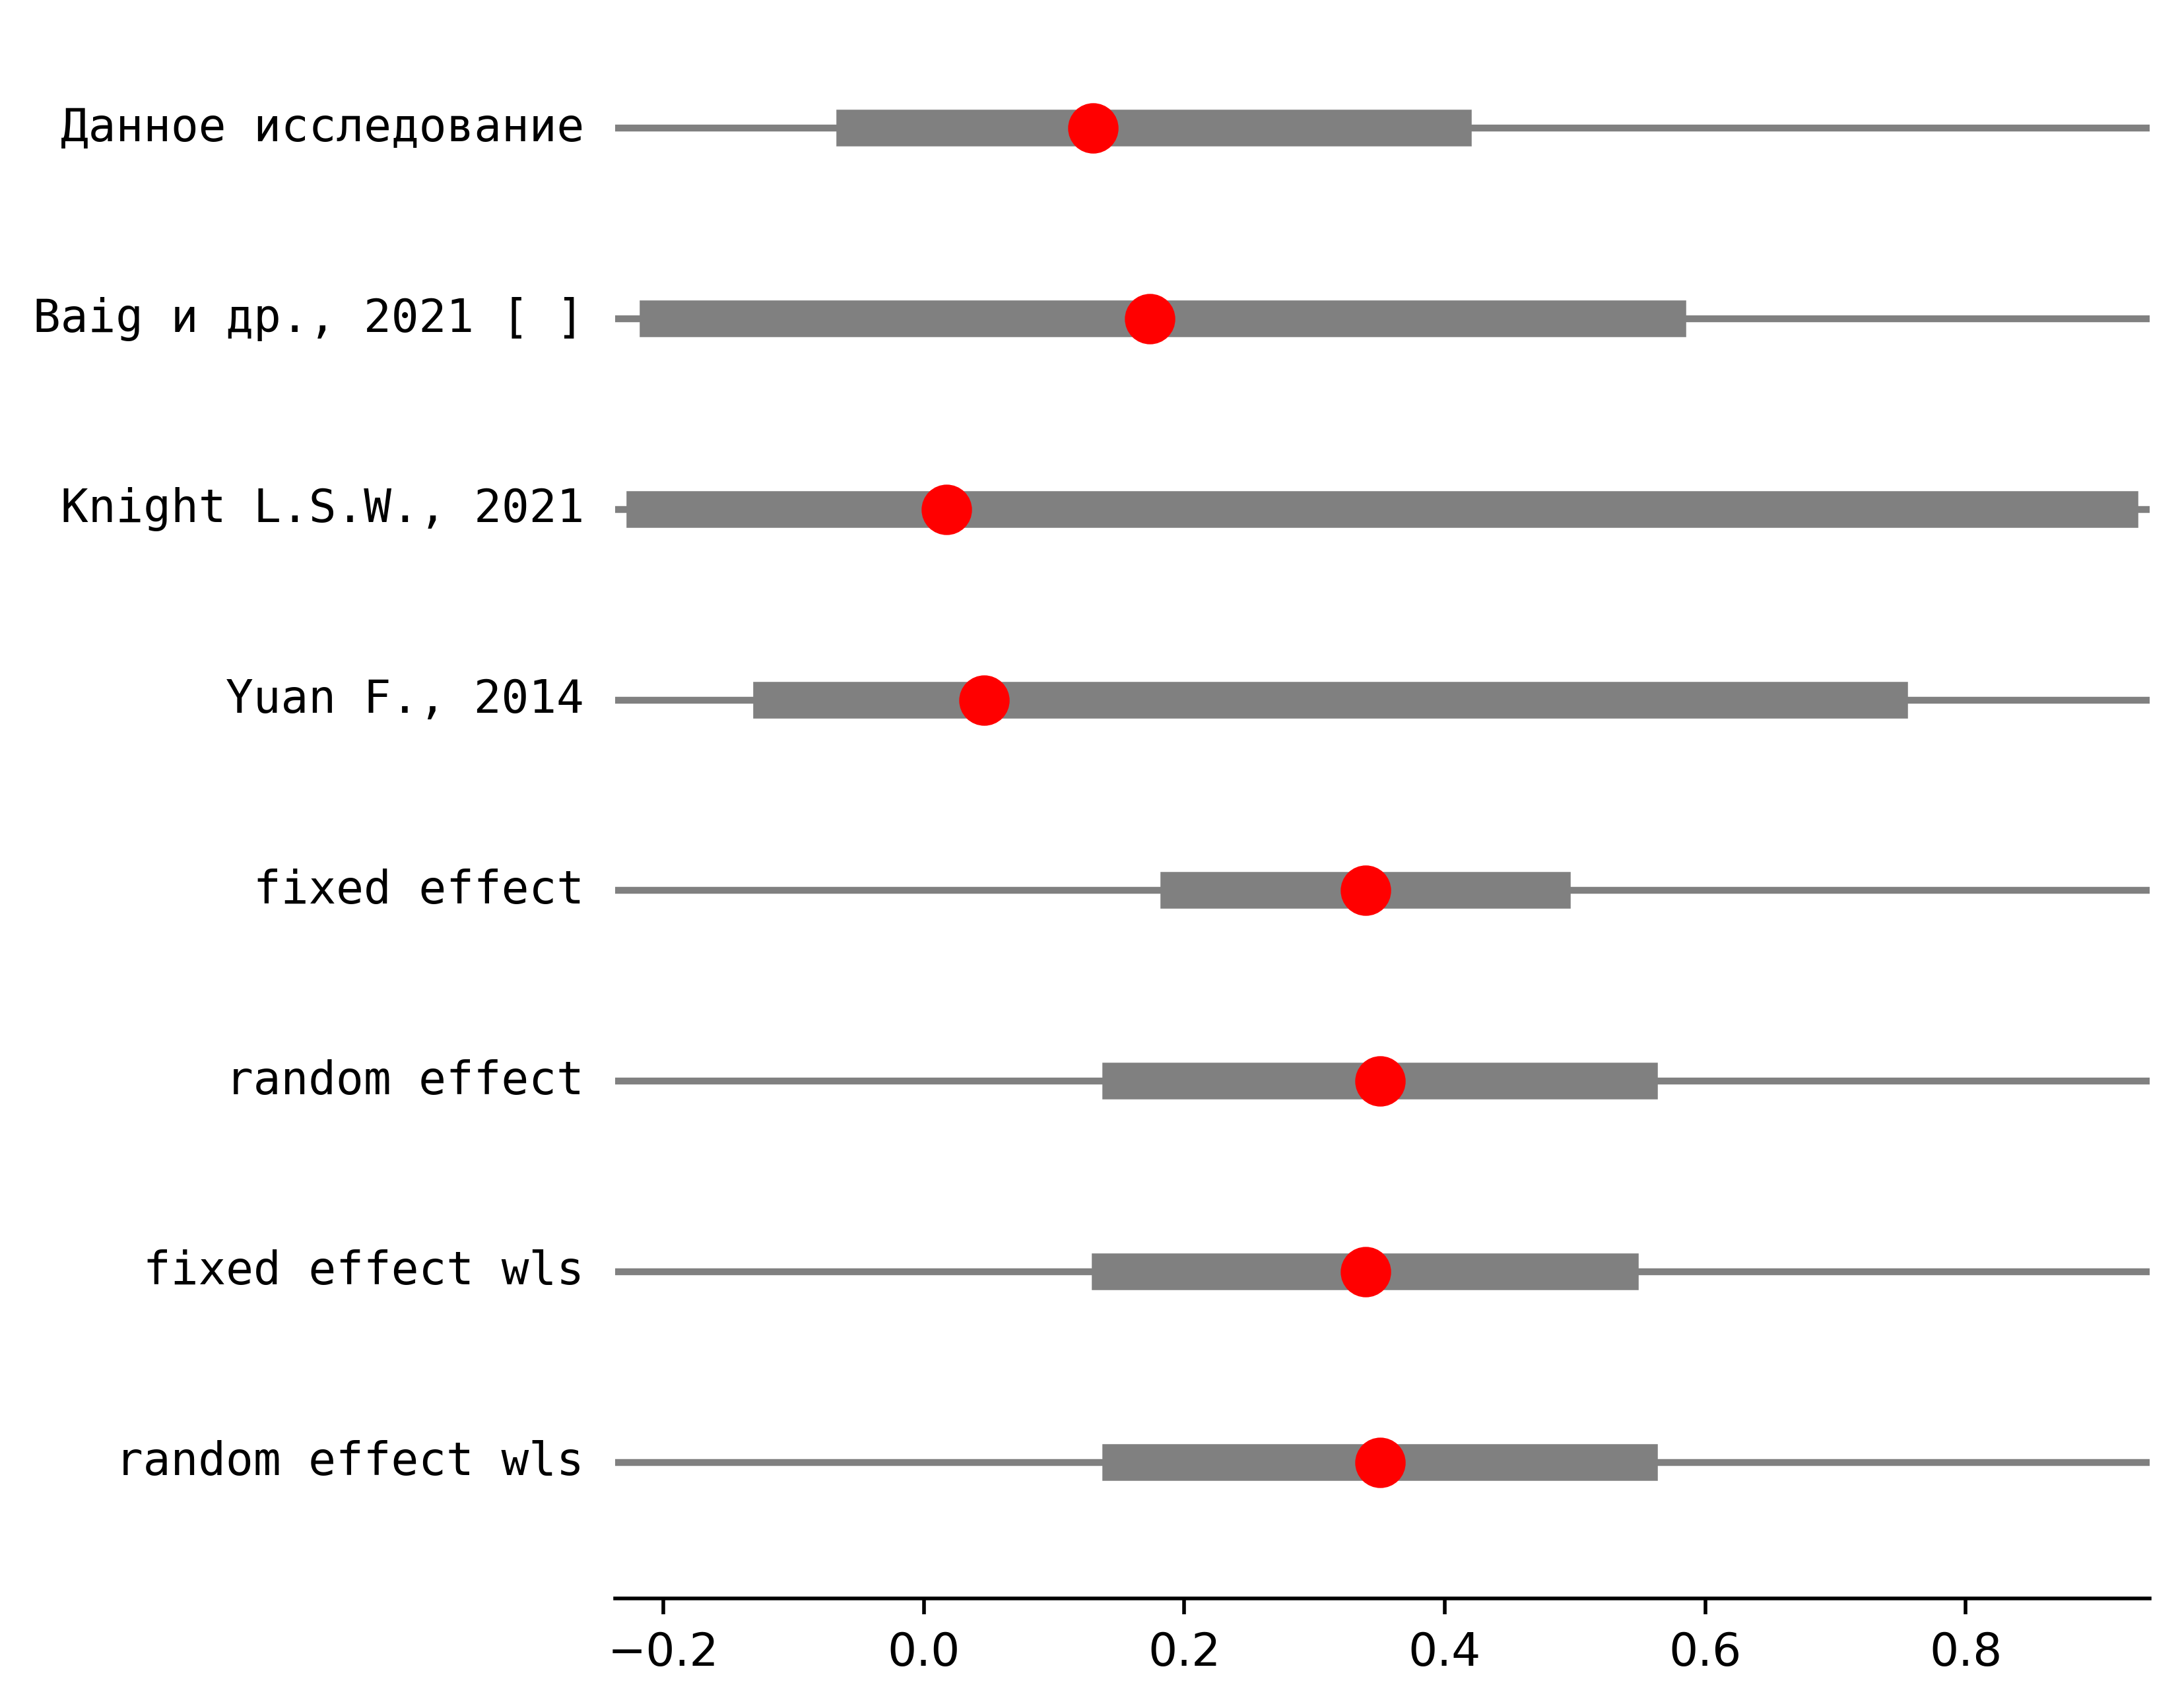 Данное исследование
Baig и др., 2021 [ ]
Knight L.S.W., 2021
Yuan F., 2014
fixed effect
random effect
fixed effect wls
random effect wls
−0.2 0.0 0.2 0.4 0.6 0.8